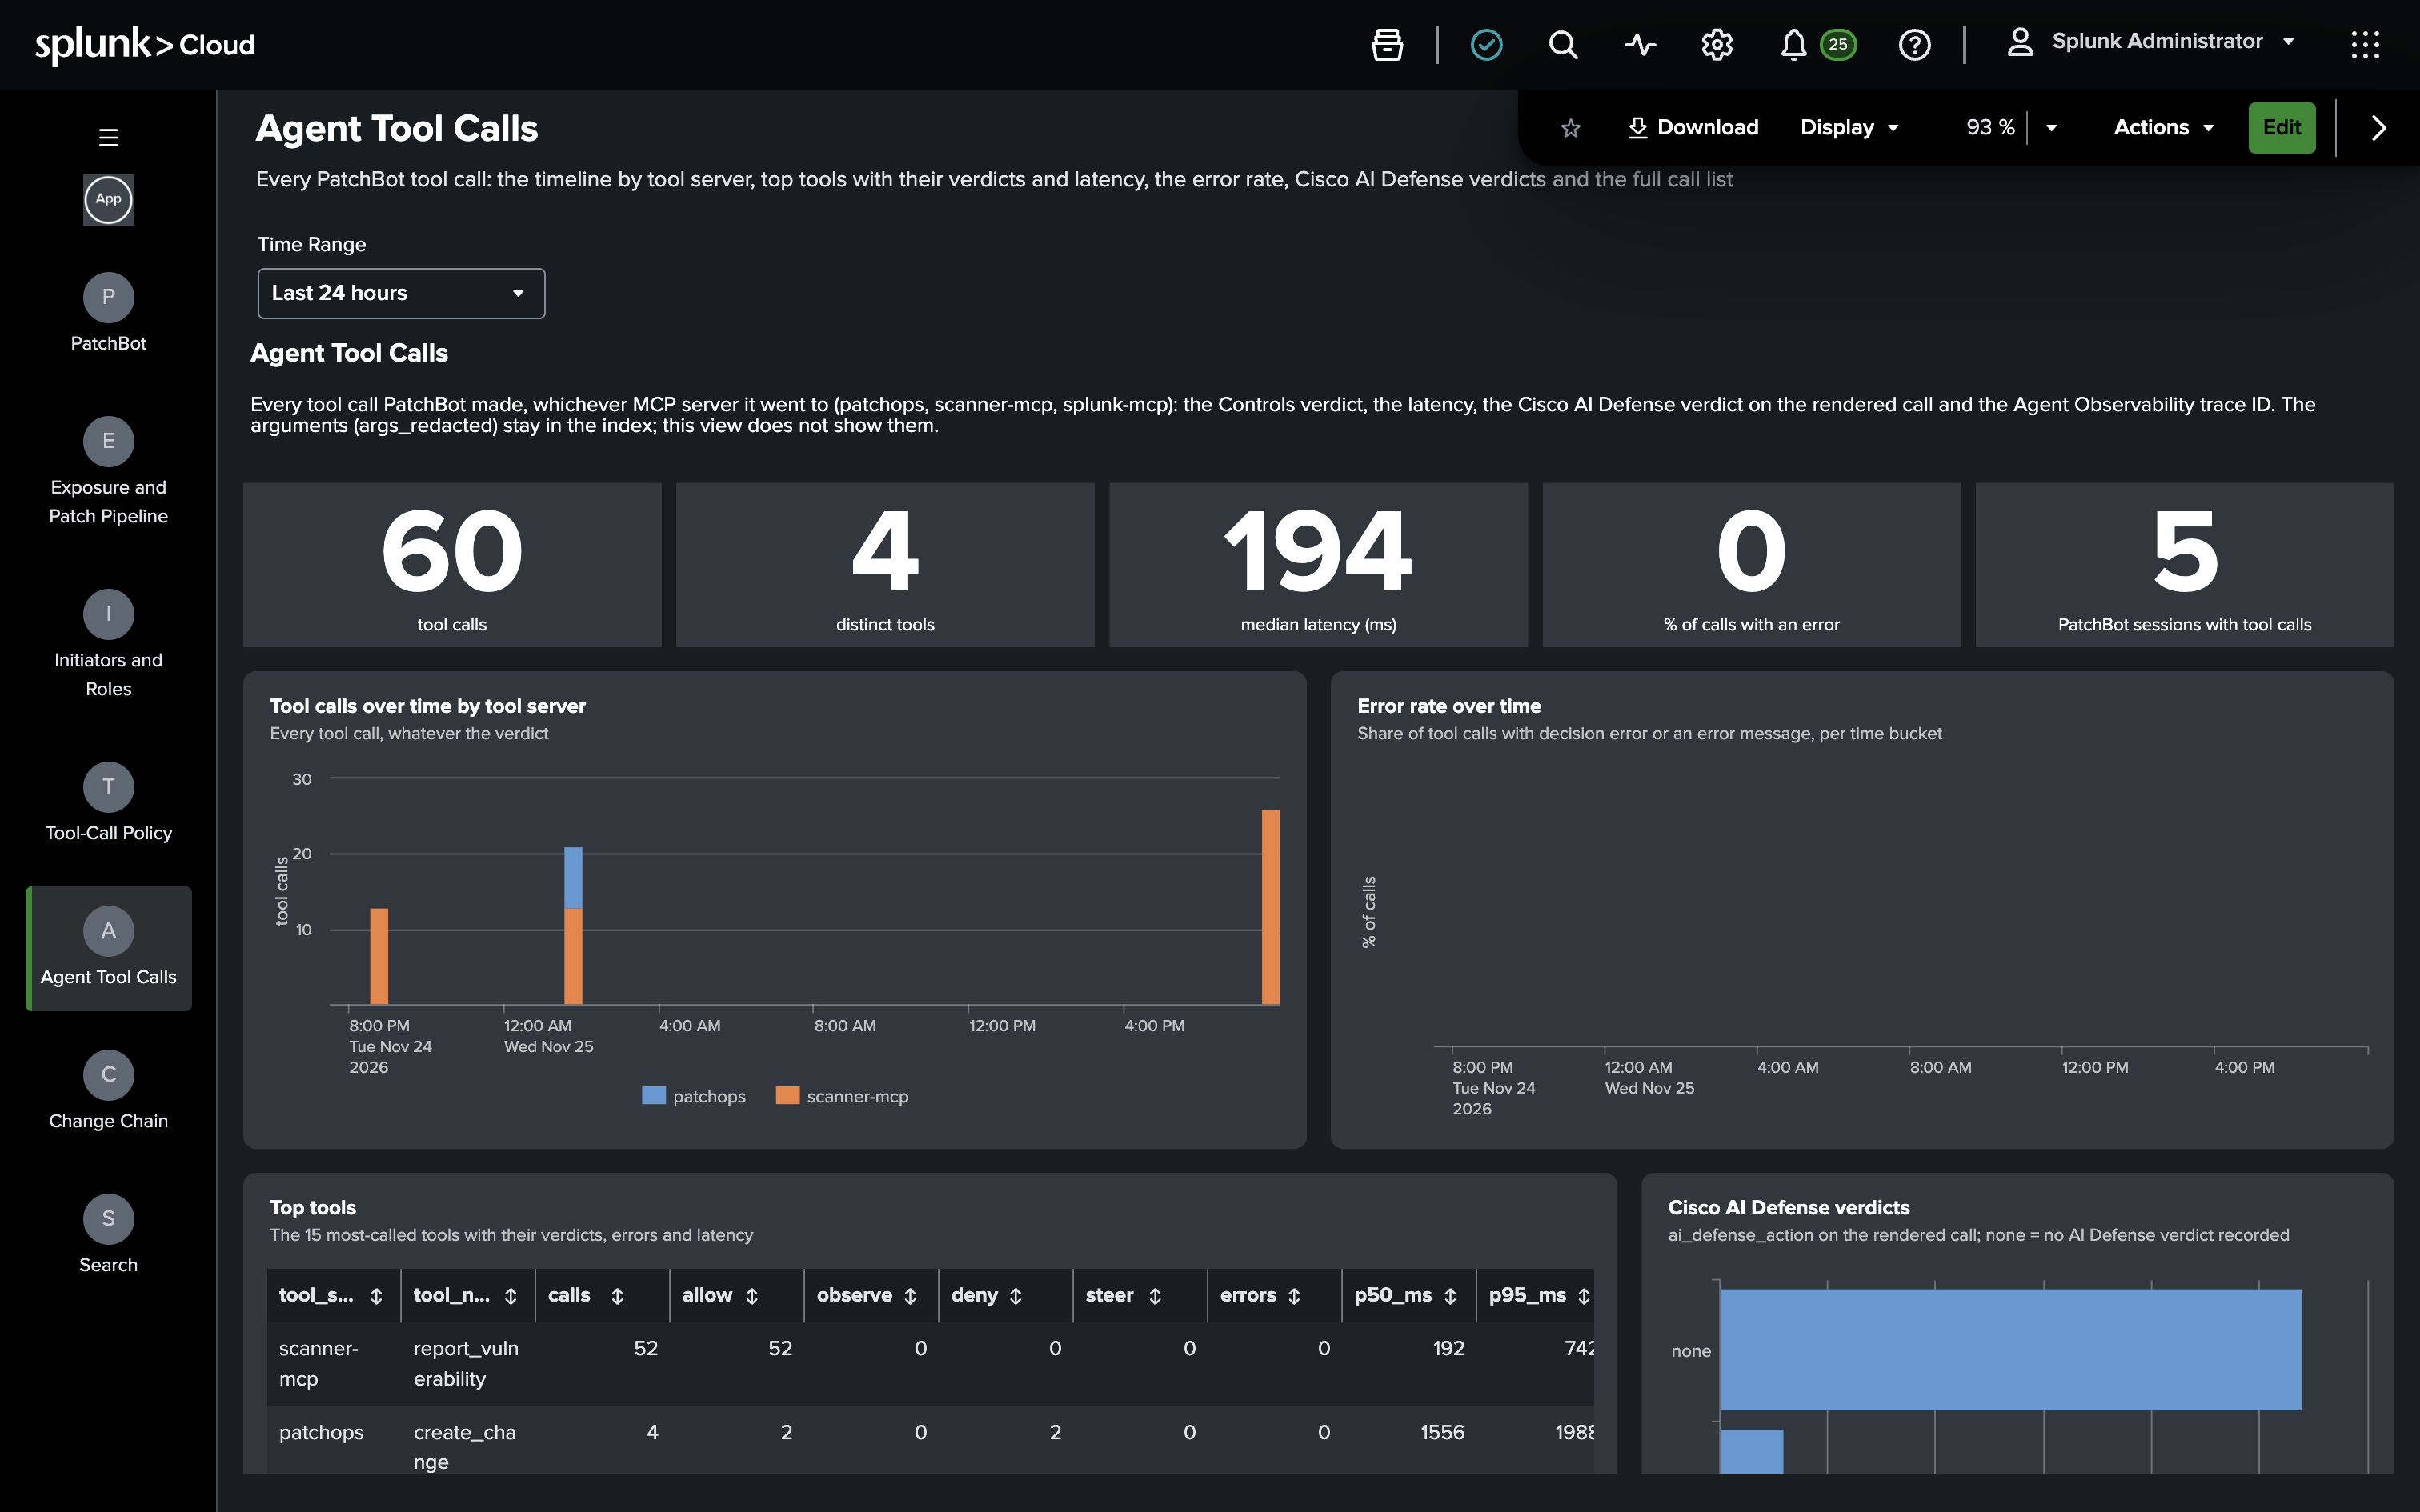 splunk>Cloud
25
Splunk Administrator
Agent Tool Calls
Download
Display
93 %
Actions
Edit
Every PatchBot tool call: the timeline by tool server, top tools with their verdicts and latency, the error rate, Cisco AI Defense verdicts and the full call list
App
P
PatchBot
E
Exposure and
Patch Pipeline
I
Initiators and
Roles
T
Tool-Call Policy
A
Agent Tool Calls
C
Change Chain
S
Search
Time Range
Last 24 hours
Agent Tool Calls
Every tool call PatchBot made, whichever MCP server it went to (patchops, scanner-mcp, splunk-mcp): the Controls verdict, the latency, the Cisco AI Defense verdict on the rendered call and the Agent Observability trace ID. The
arguments (args_redacted) stay in the index; this view does not show them.
60
tool calls
4
distinct tools
194
median latency (ms)
0
% of calls with an error
5
PatchBot sessions with tool calls
Tool calls over time by tool server
Every tool call, whatever the verdict
tool calls
30
20
10
8:00 PM
Tue Nov 24
2026
12:00 AM
Wed Nov 25
4:00 AM
8:00 AM
12:00 PM
4:00 PM
patchops
scanner-mcp
Error rate over time
Share of tool calls with decision error or an error message, per time bucket
% of calls
8:00 PM
Tue Nov 24
2026
12:00 AM
Wed Nov 25
4:00 AM
8:00 AM
12:00 PM
4:00 PM
Top tools
The 15 most-called tools with their verdicts, errors and latency
tool_s... tool_n... calls allow observe deny steer errors p50_ms p95_ms
scanner-mcp report_vulnerability 52 52 0 0 0 0 192 742
patchops create_change 4 2 0 2 0 0 1556 1988
Cisco AI Defense verdicts
ai_defense_action on the rendered call; none = no AI Defense verdict recorded
none